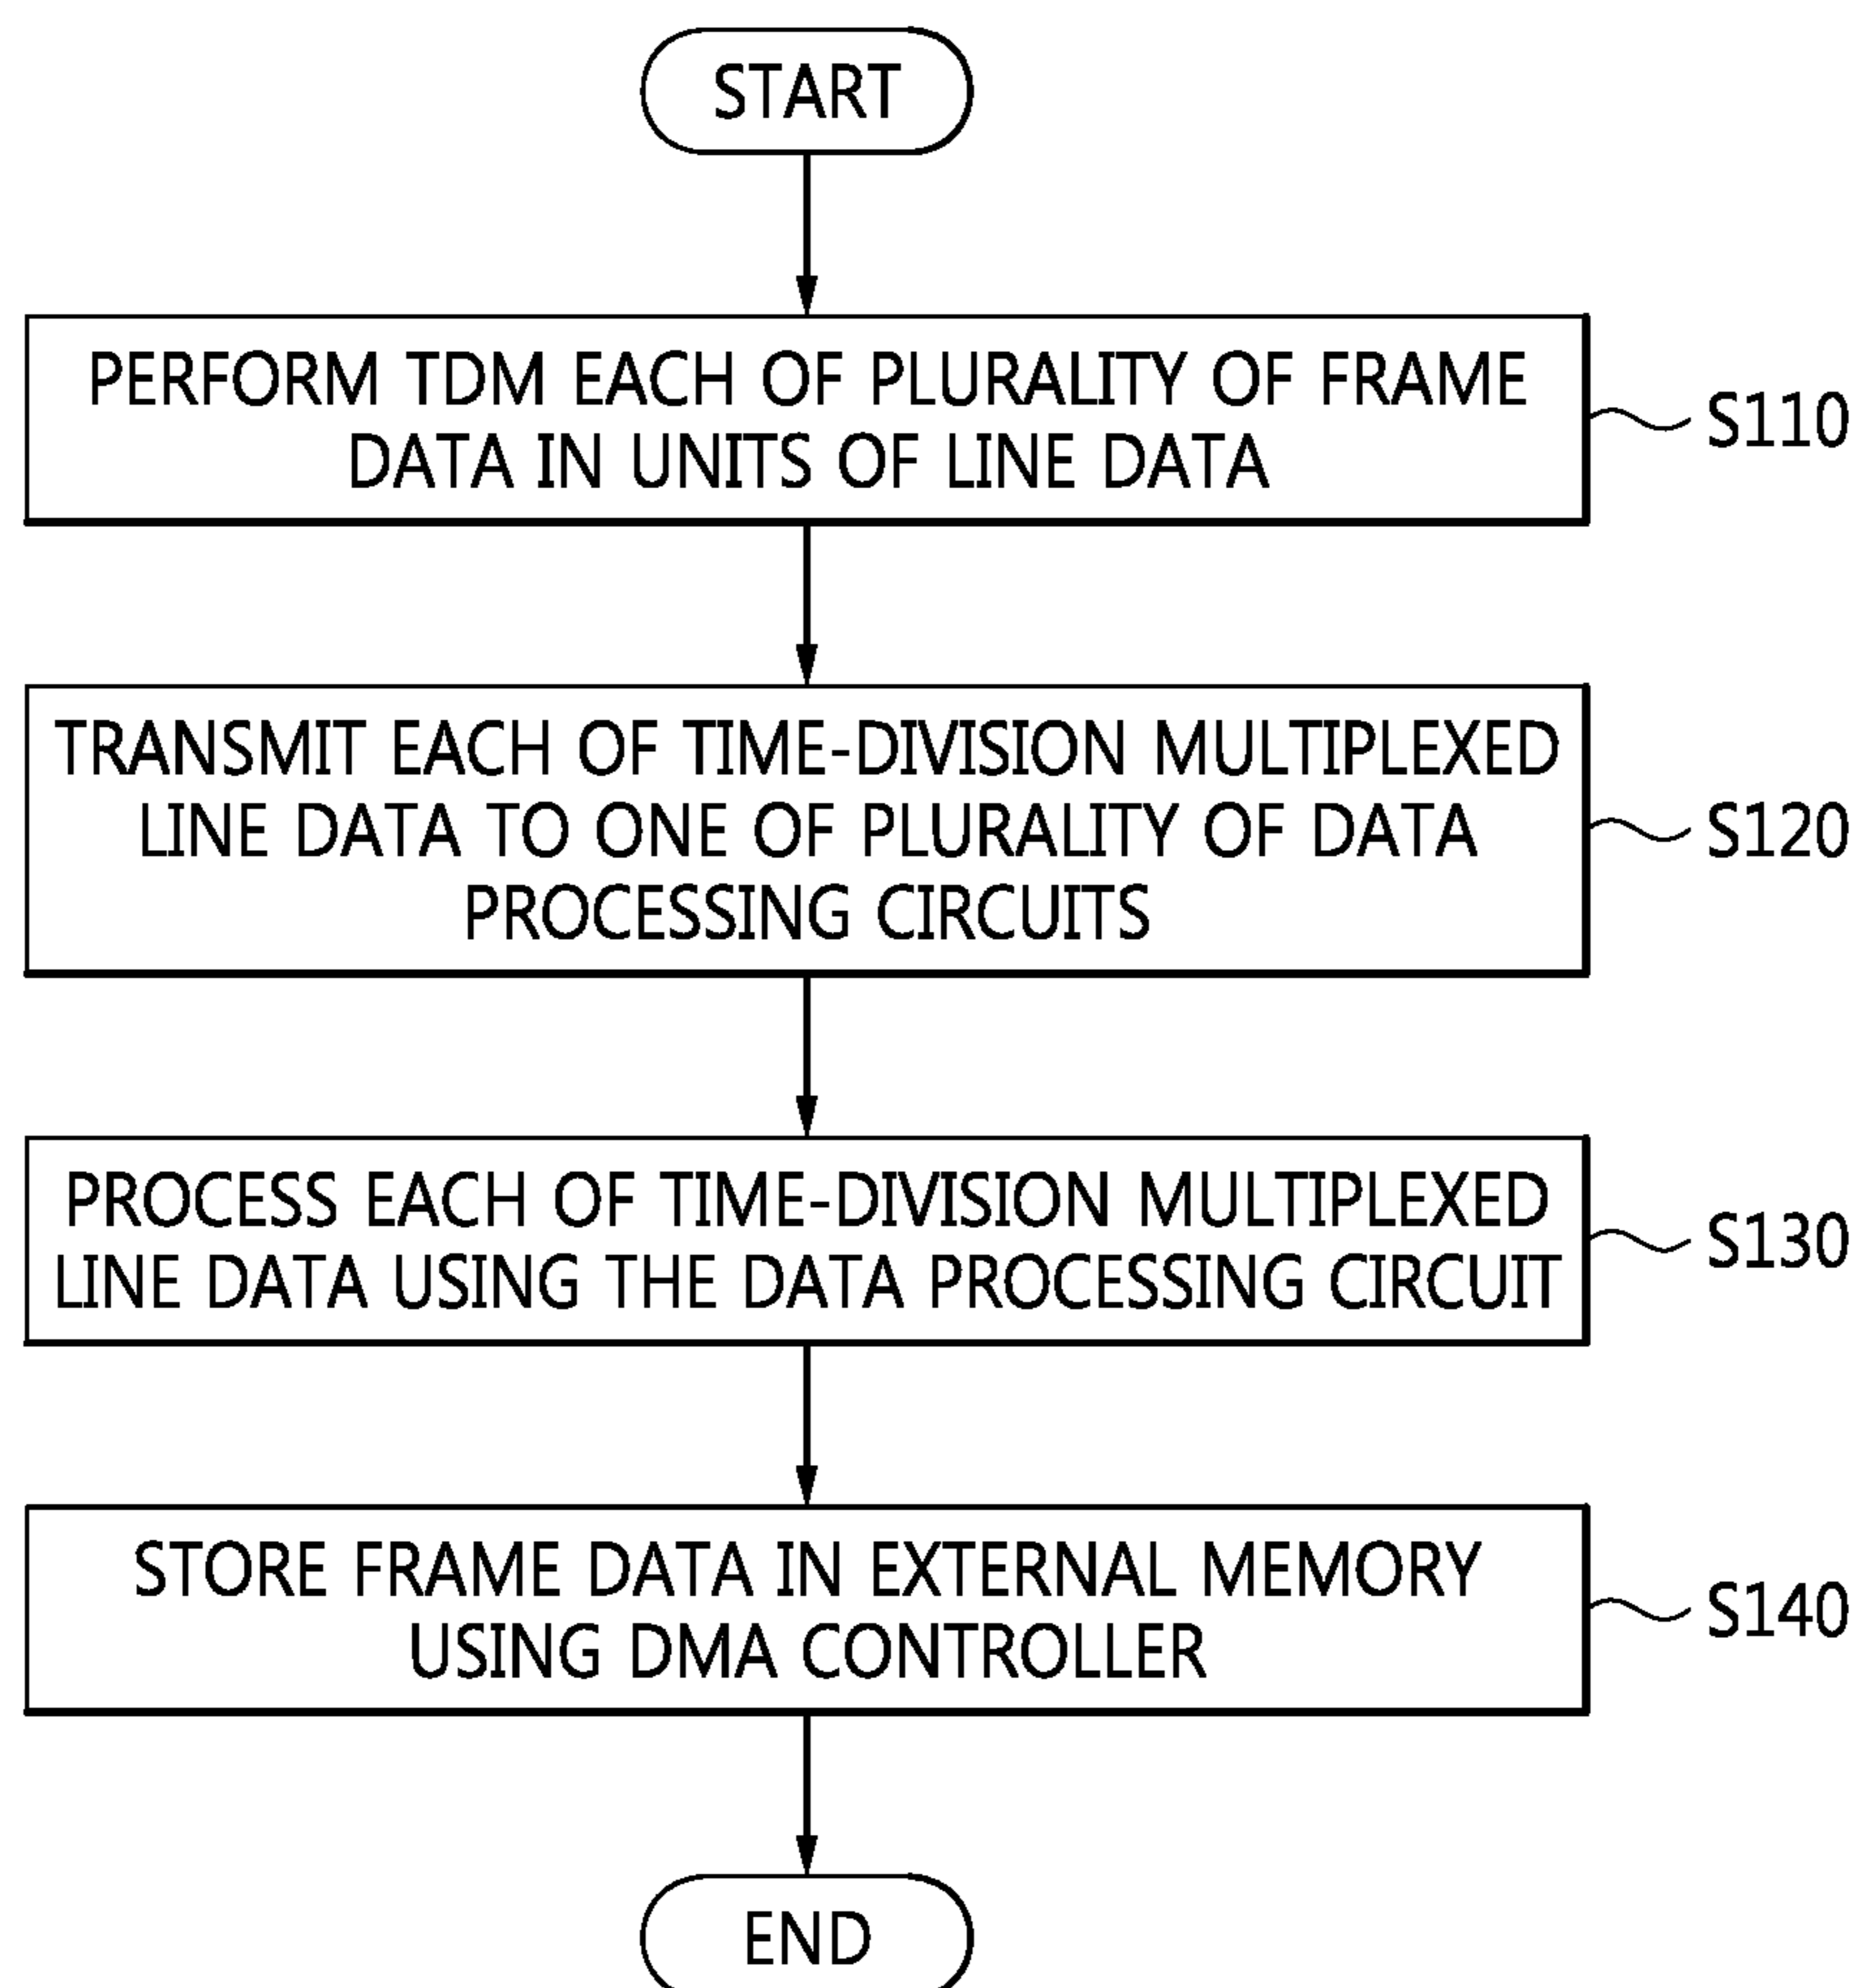 START
PERFORM TDM EACH OF PLURALITY OF FRAME
DATA IN UNITS OF LINE DATA
S110
TRANSMIT EACH OF TIME-DIVISION MULTIPLEXED
LINE DATA TO ONE OF PLURALITY OF DATA
PROCESSING CIRCUITS
S120
PROCESS EACH OF TIME-DIVISION MULTIPLEXED
LINE DATA USING THE DATA PROCESSING CIRCUIT
S130
STORE FRAME DATA IN EXTERNAL MEMORY
USING DMA CONTROLLER
S140
END